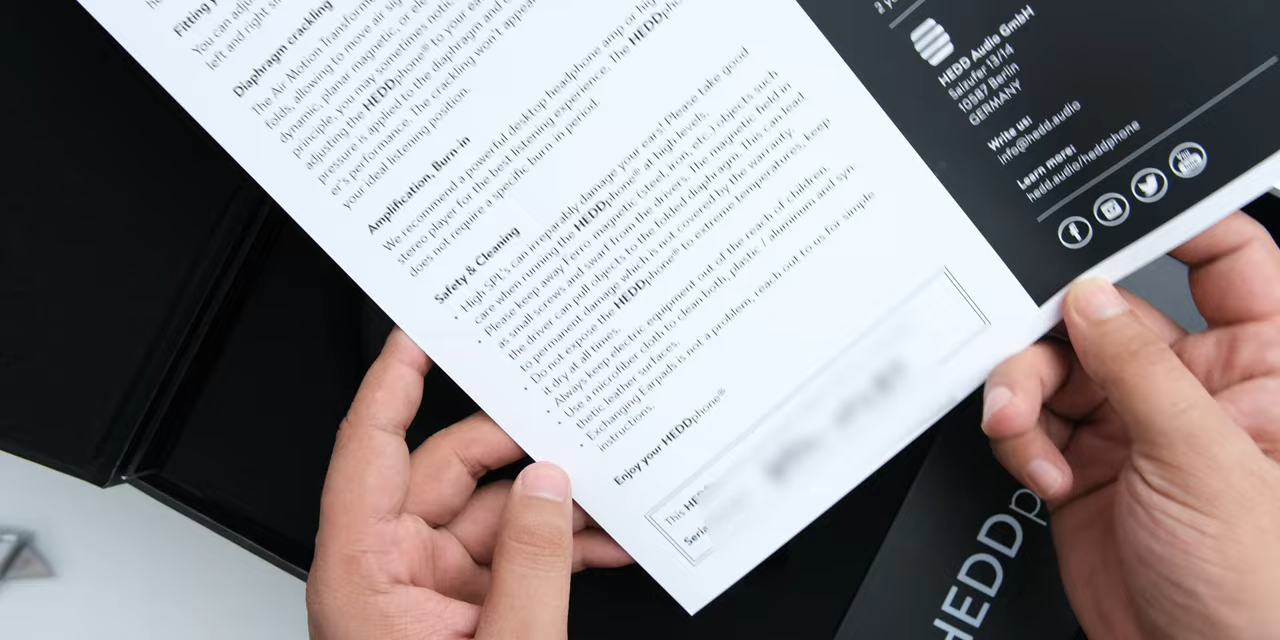 Fitting
You can
left and right
Diaphragm crackling
The Air Motion Transform
folds, allowing to move air
dynamic, planar magnetic, or
principle, you may sometimes
adjusting the HEDDphone® to your
pressure is applied to the diaphragm and
er's performance. The crackling won't appear
your ideal listening position.
Amplification, Burn-in
We recommend a powerful desktop headphone amp or
stereo player for the best listening experience. The HEDDpho
does not require a specific burn in period.
Safety & Cleaning
• High SPL's can irreparably damage your ears! Please take good
care when running the HEDDphone® at high levels.
• Please keep away Ferro magnetic (steel, iron, etc.) objects such
as small screws and swarf from the drivers. The magnetic field in
the driver can pull objects to the folded diaphragm. This can lead
to permanent damage which is not covered by the warranty.
• Do not expose the HEDDphone® to extreme temperatures, keep
it dry at all times.
• Always keep electric equipment out of the reach of children.
• Use a microfiber cloth to clean both, plastic / aluminum and syn
thetic leather surfaces.
• Exchanging Earpads is not a problem, reach out to us for simple
instructions.
Enjoy your HEDDphone®
This
HEDD Audio GmbH
Salzufer 13/14
10587 Berlin
GERMANY
Write us:
info@hedd.audio
Learn more:
hedd.audio/heddphone
HEDDp